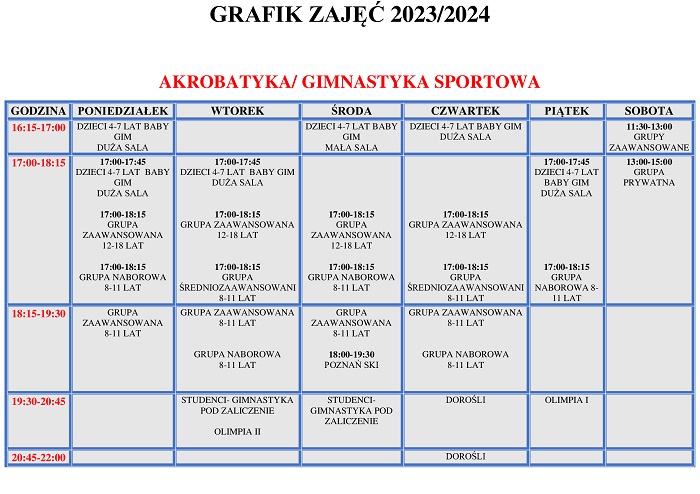 GRAFIK ZAJĘĆ 2023/2024
AKROBATYKA/ GIMNASTYKA SPORTOWA
GODZINA PONIEDZIAŁEK WTOREK ŚRODA CZWARTEK PIĄTEK SOBOTA
16:15-17:00
DZIECI 4-7 LAT BABY
GIM
DUŻA SALA
DZIECI 4-7 LAT BABY
GIM
MAŁA SALA
DZIECI 4-7 LAT BABY GIM
DUŻA SALA
11:30-13:00
GRUPY
ZAAWANSOWANE
17:00-18:15
17:00-17:45
DZIECI 4-7 LAT BABY
GIM
DUŻA SALA
17:00-18:15
GRUPA
ZAAWANSOWANA
12-18 LAT
17:00-18:15
GRUPA NABOROWA
8-11 LAT
17:00-17:45
DZIECI 4-7 LAT BABY GIM
DUŻA SALA
17:00-18:15
GRUPA ZAAWANSOWANA
12-18 LAT
17:00-18:15
GRUPA
ŚREDNIOZAAWANSOWANI
8-11 LAT
17:00-18:15
GRUPA
ZAAWANSOWANA
12-18 LAT
17:00-18:15
GRUPA NABOROWA
8-11 LAT
17:00-18:15
GRUPA ZAAWANSOWANA
12-18 LAT
17:00-18:15
GRUPA
ŚREDNIOZAAWANSOWANI
8-11 LAT
17:00-17:45
DZIECI 4-7 LAT
BABY GIM
DUŻA SALA
17:00-18:15
GRUPA
NABOROWA 8-
11 LAT
13:00-15:00
GRUPA
PRYWATNA
18:15-19:30
GRUPA
ZAAWANSOWANA
8-11 LAT
GRUPA ZAAWANSOWANA
8-11 LAT
GRUPA NABOROWA
8-11 LAT
GRUPA
ZAAWANSOWANA
8-11 LAT
18:00-19:30
POZNAŃ SKI
GRUPA ZAAWANSOWANA
8-11 LAT
GRUPA NABOROWA
8-11 LAT
19:30-20:45
STUDENCI- GIMNASTYKA
POD ZALICZENIE
OLIMPIA II
STUDENCI-
GIMNASTYKA POD
ZALICZENIE
DOROŚLI
OLIMPIA I
20:45-22:00
DOROŚLI